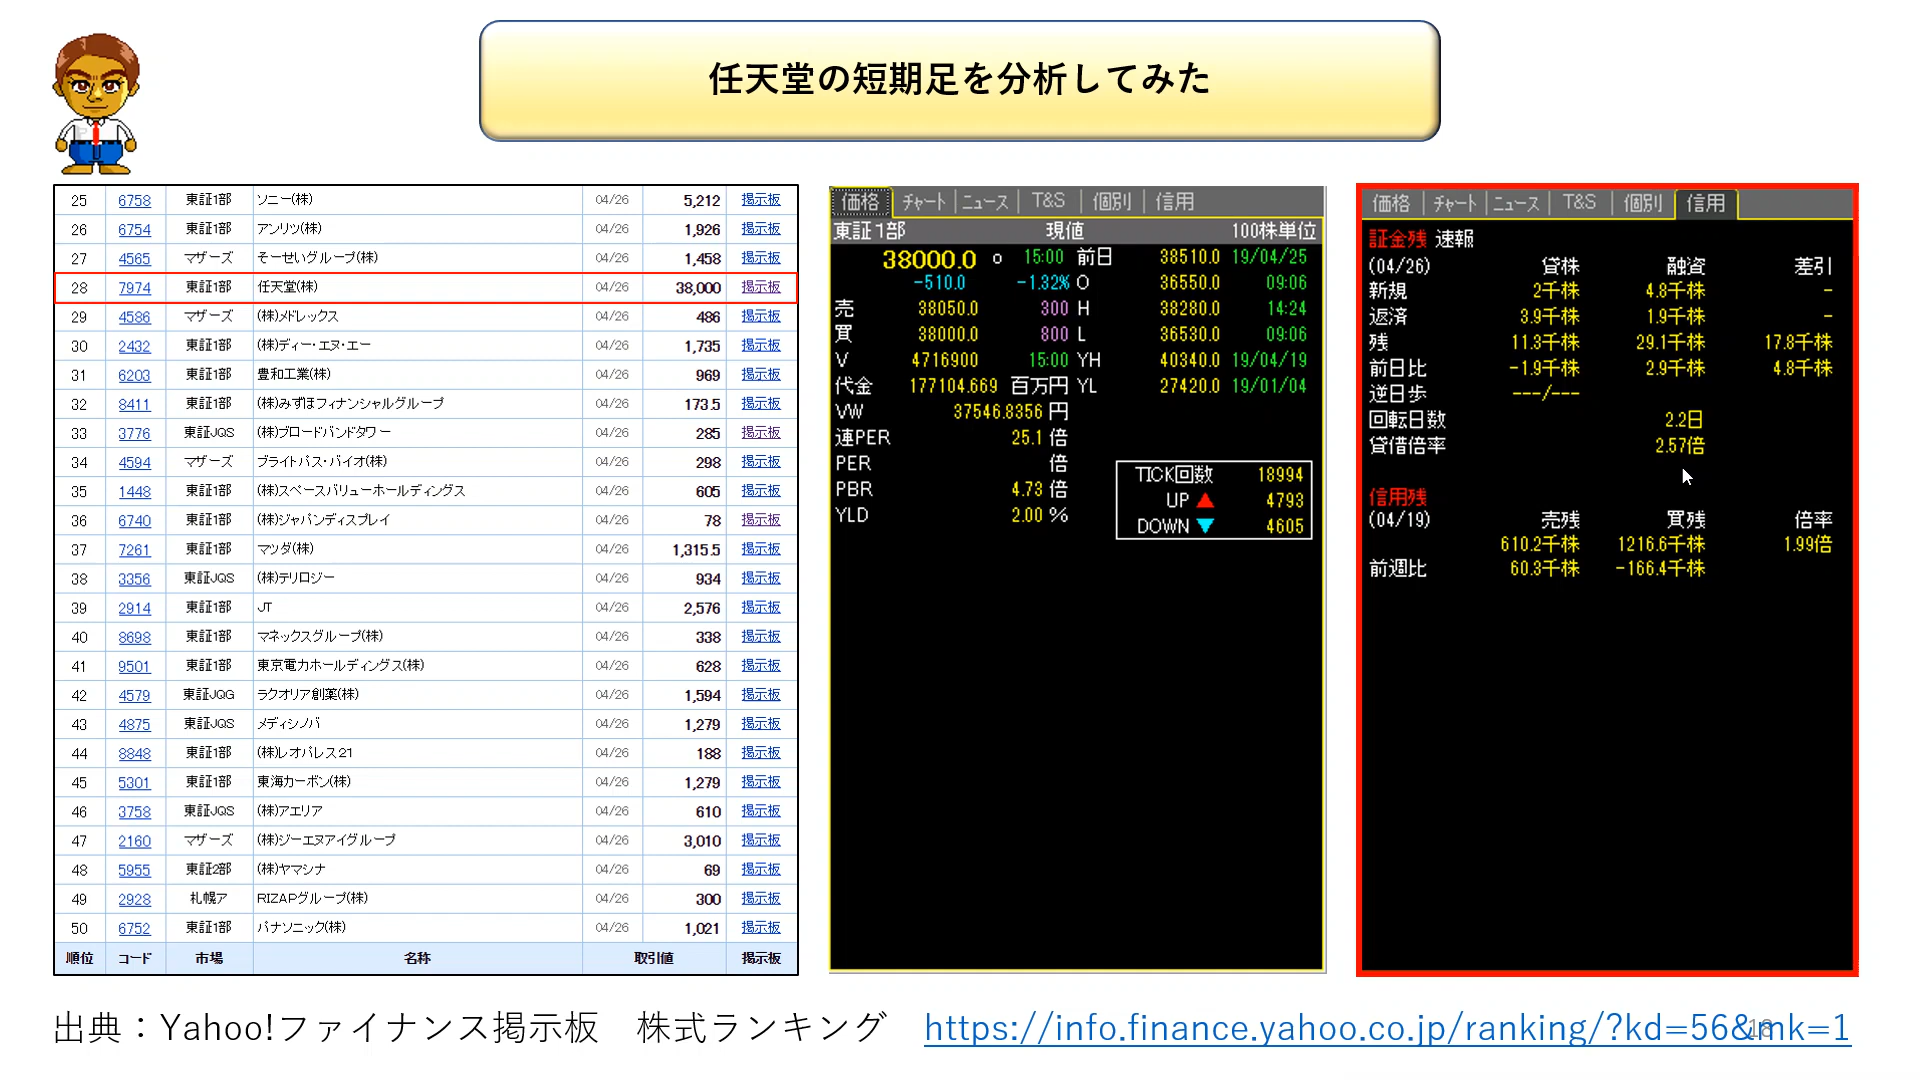 任天堂の短期足を分析してみた
25 6758 東証1部 ソニー(株) 04/26 5,212 掲示板
26 6754 東証1部 アンリツ(株) 04/26 1,926 掲示板
27 4565 マザーズ そーせいグループ(株) 04/26 1,458 掲示板
28 7974 東証1部 任天堂(株) 04/26 38,000 掲示板
29 4586 マザーズ (株)メドレックス 04/26 486 掲示板
30 2432 東証1部 (株)ディー・エヌ・エー 04/26 1,735 掲示板
31 6203 東証1部 豊和工業(株) 04/26 969 掲示板
32 8411 東証1部 (株)みずほフィナンシャルグループ 04/26 173.5 掲示板
33 3776 東証JQS (株)ブロードバンドタワー 04/26 285 掲示板
34 4594 マザーズ ブライトパス・バイオ(株) 04/26 298 掲示板
35 1448 東証1部 (株)スペースバリューホールディングス 04/26 605 掲示板
36 6740 東証1部 (株)ジャパンディスプレイ 04/26 78 掲示板
37 7261 東証1部 マツダ(株) 04/26 1,315.5 掲示板
38 3356 東証JQS (株)テリロジー 04/26 934 掲示板
39 2914 東証1部 JT 04/26 2,576 掲示板
40 8698 東証1部 マネックスグループ(株) 04/26 338 掲示板
41 9501 東証1部 東京電力ホールディングス(株) 04/26 628 掲示板
42 4579 東証JQG ラクオリア創薬(株) 04/26 1,594 掲示板
43 4875 東証JQS メディシノバ 04/26 1,279 掲示板
44 8848 東証1部 (株)レオパレス21 04/26 188 掲示板
45 5301 東証1部 東海カーボン(株) 04/26 1,279 掲示板
46 3758 東証JQS (株)アエリア 04/26 610 掲示板
47 2160 マザーズ (株)ジーエヌアイグループ 04/26 3,010 掲示板
48 5955 東証2部 (株)ヤマシナ 04/26 69 掲示板
49 2928 札幌ア RIZAPグループ(株) 04/26 300 掲示板
50 6752 東証1部 パナソニック(株) 04/26 1,021 掲示板
順位 コード 市場 名称 取引値 掲示板
価格 チャート ニュース T&S 個別 信用
東証1部 現値 100株単位
38000.0 o 15:00 前日 38510.0 19/04/25
-510.0 -1.32% O 36550.0 09:06
売 38050.0 300 H 38280.0 14:24
買 38000.0 800 L 36530.0 09:06
V 4716900 15:00 YH 40340.0 19/04/19
代金 177104.669 百万円 YL 27420.0 19/01/04
VW 37546.8356 円
連PER 25.1 倍
PER 倍
PBR 4.73 倍
YLD 2.00 %
TICK回数 18994
UP ▲ 4793
DOWN ▼ 4605
価格 チャート ニュース T&S 個別 信用
証金残 速報
(04/26) 貸株 融資 差引
新規 2千株 4.8千株 -
返済 3.9千株 1.9千株 -
残 11.3千株 29.1千株 17.8千株
前日比 -1.9千株 2.9千株 4.8千株
逆日歩 ---/---
回転日数 2.2日
貸借倍率 2.57倍
信用残
(04/19) 売残 買残 倍率
610.2千株 1216.6千株 1.99倍
前週比 60.3千株 -166.4千株
出典：Yahoo!ファイナンス掲示板 株式ランキング https://info.finance.yahoo.co.jp/ranking/?kd=56&mk=1
18